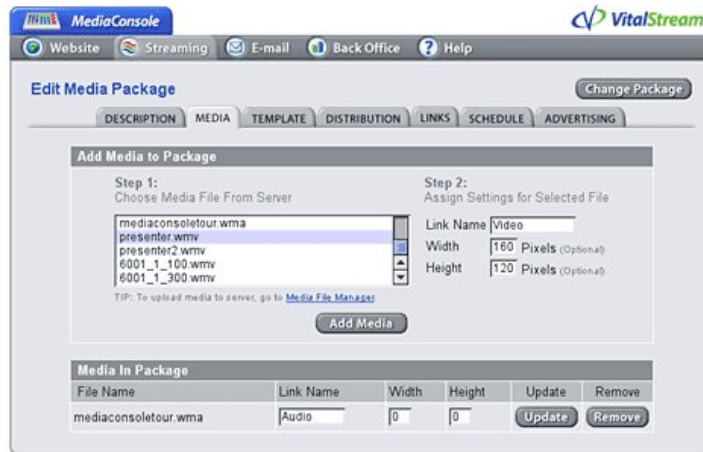 MediaConsole
VitalStream
Website Streaming E-mail Back Office ? Help
Edit Media Package
Change Package
DESCRIPTION MEDIA TEMPLATE DISTRIBUTION LINKS SCHEDULE ADVERTISING
Add Media to Package
Step 1:
Choose Media File From Server
mediaconsoletour.wma
presenter.wmv
presenter2.wmv
6001_1_100.wmv
6001_1_300.wmv
TIP: To upload media to server, go to Media File Manager.
Step 2:
Assign Settings for Selected File
Link Name Video
Width 160 Pixels (Optional)
Height 120 Pixels (Optional)
Add Media
Media In Package
File Name Link Name Width Height Update Remove
mediaconsoletour.wma Audio 0 0 Update Remove